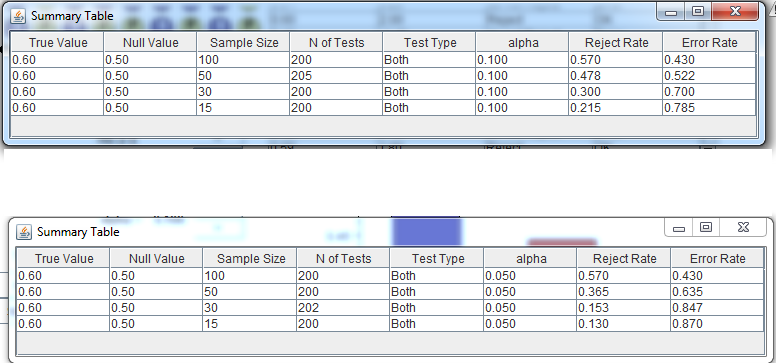 Summary Table
True Value Null Value Sample Size N of Tests Test Type alpha Reject Rate Error Rate
0.60 0.50 100 200 Both 0.100 0.570 0.430
0.60 0.50 50 205 Both 0.100 0.478 0.522
0.60 0.50 30 200 Both 0.100 0.300 0.700
0.60 0.50 15 200 Both 0.100 0.215 0.785
Summary Table
True Value Null Value Sample Size N of Tests Test Type alpha Reject Rate Error Rate
0.60 0.50 100 200 Both 0.050 0.570 0.430
0.60 0.50 50 200 Both 0.050 0.365 0.635
0.60 0.50 30 202 Both 0.050 0.153 0.847
0.60 0.50 15 200 Both 0.050 0.130 0.870